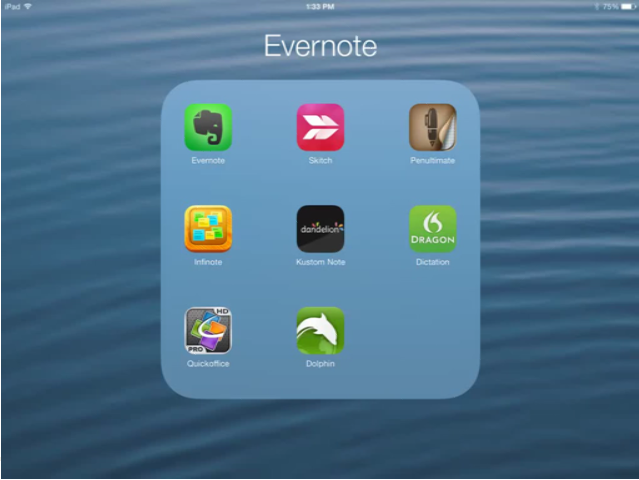 iPad 1:33 PM 75%
Evernote
Evernote Skitch Penultimate
dandelion
DRAGON
Infinote Kustom Note Dictation
HD
PRO
Quickoffice Dolphin